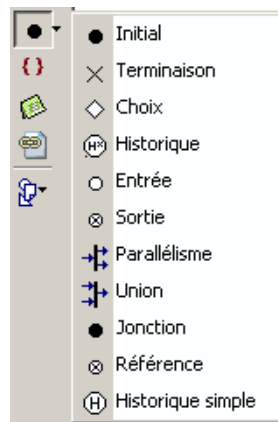 Initial
Terminaison
Choix
Historique
Entrée
Sortie
Parallélisme
Union
Jonction
Référence
Historique simple